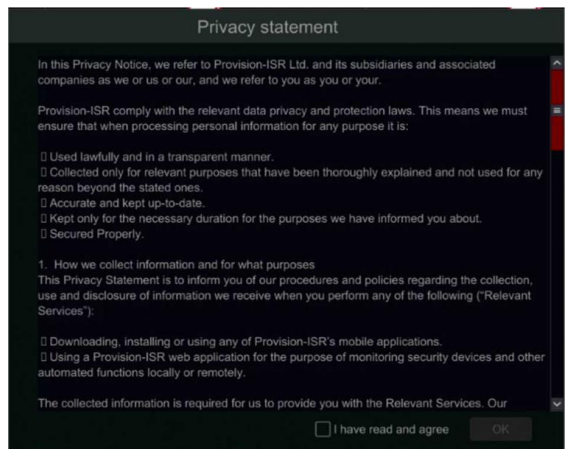 Privacy statement
In this Privacy Notice, we refer to Provision-ISR Ltd. and its subsidiaries and associated
companies as we or us or our, and we refer to you as you or your.
Provision-ISR comply with the relevant data privacy and protection laws. This means we must
ensure that when processing personal information for any purpose it is:
▯ Used lawfully and in a transparent manner.
▯ Collected only for relevant purposes that have been thoroughly explained and not used for any
reason beyond the stated ones.
▯ Accurate and kept up-to-date.
▯ Kept only for the necessary duration for the purposes we have informed you about.
▯ Secured Properly.
1. How we collect information and for what purposes
This Privacy Statement is to inform you of our procedures and policies regarding the collection,
use and disclosure of information we receive when you perform any of the following ("Relevant
Services"):
▯ Downloading, installing or using any of Provision-ISR's mobile applications.
▯ Using a Provision-ISR web application for the purpose of monitoring security devices and other
automated functions locally or remotely.
The collected information is required for us to provide you with the Relevant Services. Our
I have read and agree
OK